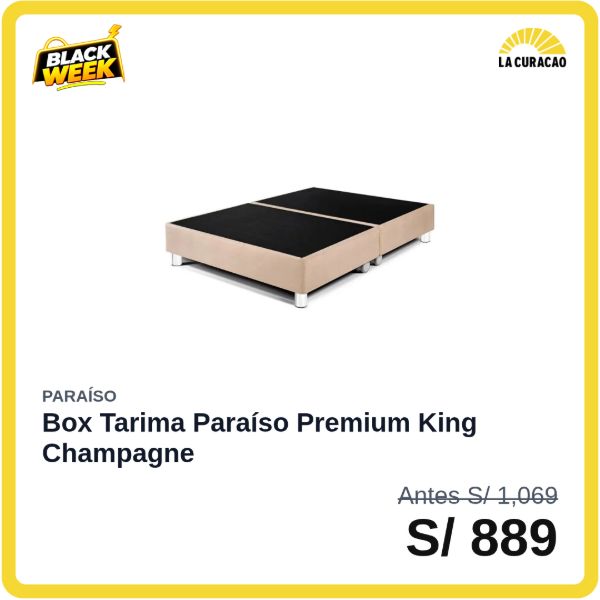 BLACK
WEEK
LA CURACAO
PARAÍSO
Box Tarima Paraíso Premium King
Champagne
Antes S/ 1,069
S/ 889